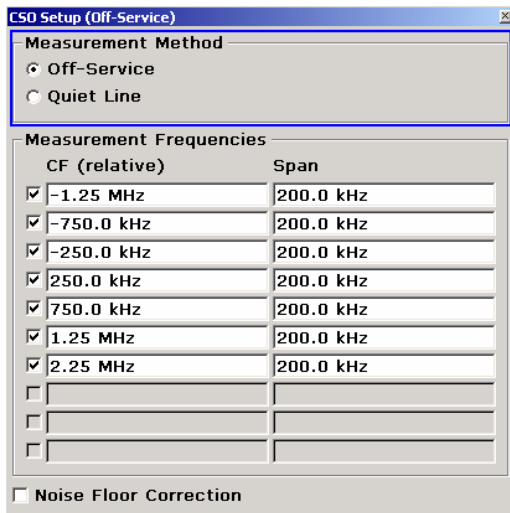 CSO Setup (Off-Service)
Measurement Method
Off-Service
Quiet Line
Measurement Frequencies
CF (relative) Span
-1.25 MHz 200.0 kHz
-750.0 kHz 200.0 kHz
-250.0 kHz 200.0 kHz
250.0 kHz 200.0 kHz
750.0 kHz 200.0 kHz
1.25 MHz 200.0 kHz
2.25 MHz 200.0 kHz
Noise Floor Correction